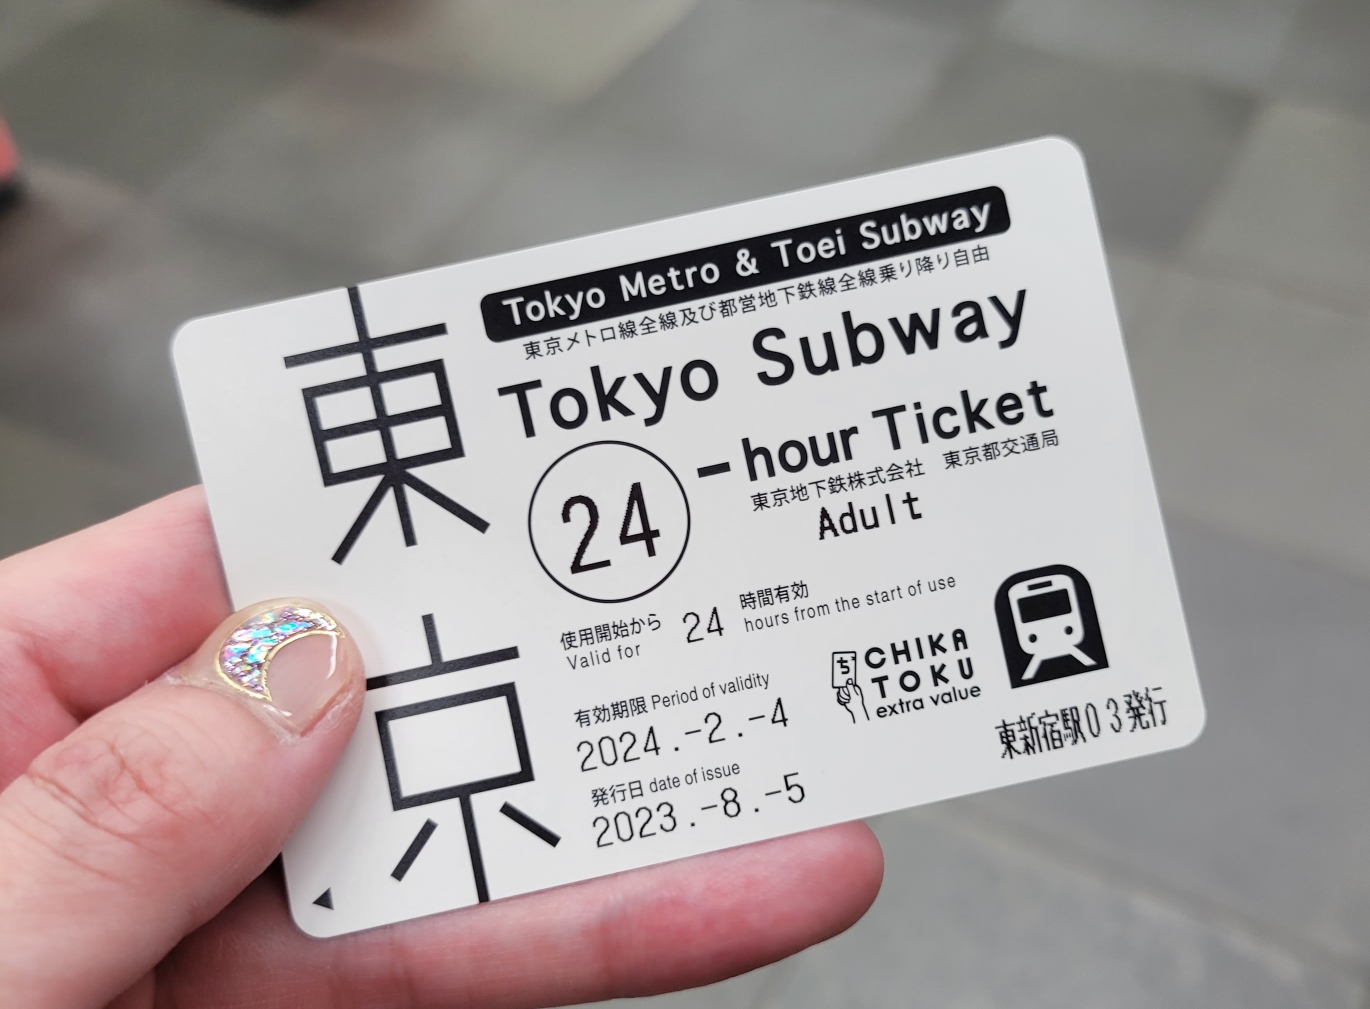 東京
Tokyo Metro & Toei Subway
東京メトロ線全線及び都営地下鉄線全線乗り降り自由
Tokyo Subway
24 -hour Ticket
東京地下鉄株式会社 東京都交通局
Adult
使用開始から 24 時間有効
Valid for hours from the start of use
有効期限 Period of validity
2024.-2.-4
発行日 date of issue
2023.-8.-5
ち
CHIKA
TOKU
extra value
東新宿駅03発行